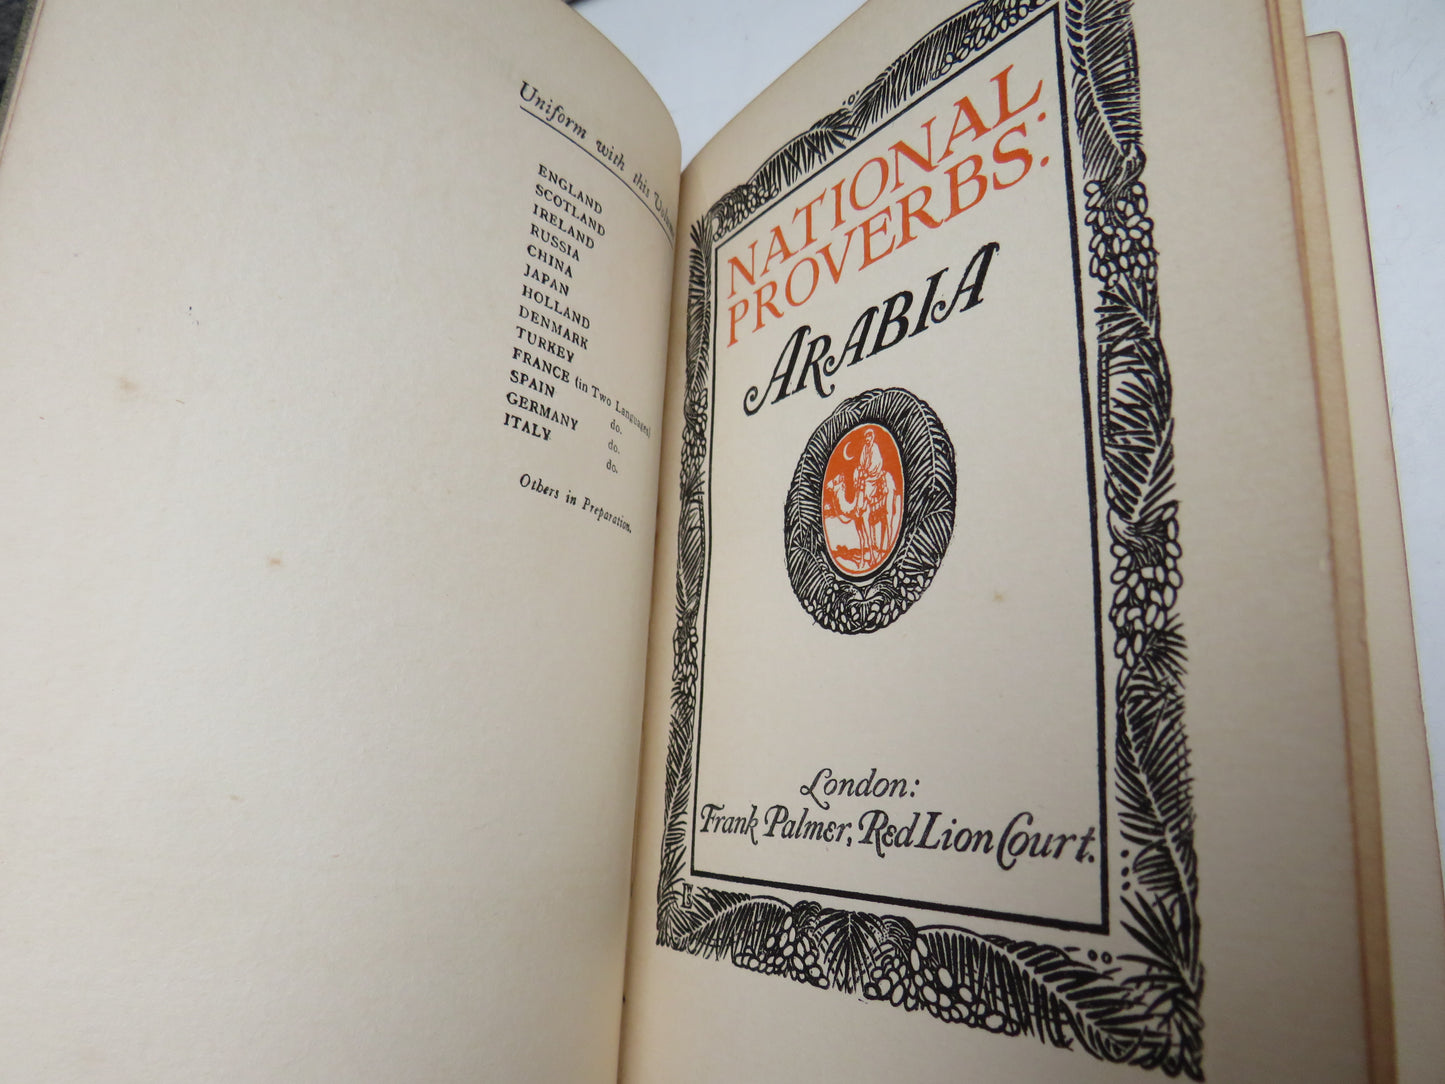 Uniform with this
ENGLAND
SCOTLAND
IRELAND
RUSSIA
CHINA
JAPAN
HOLLAND
DENMARK
TURKEY
FRANCE (in Two Languages)
SPAIN do.
GERMANY do.
ITALY do.
Others in Preparation.
NATIONAL
PROVERBS:
ARABIA
London:
Frank Palmer, Red Lion Court.